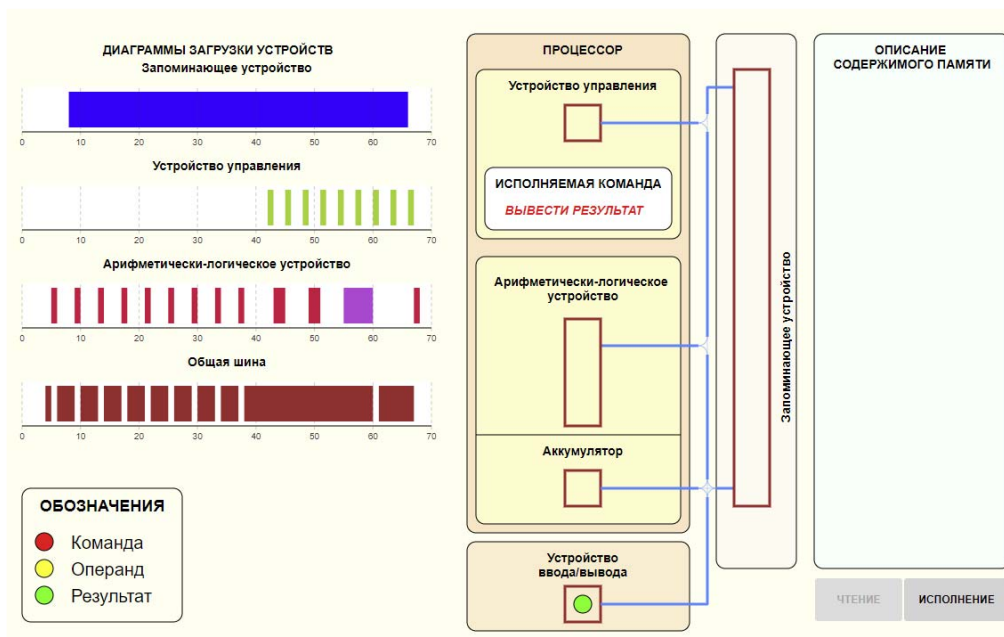 ДИАГРАММЫ ЗАГРУЗКИ УСТРОЙСТВ
Запоминающее устройство
0 10 20 30 40 50 60 70
Устройство управления
0 10 20 30 40 50 60 70
Арифметически-логическое устройство
0 10 20 30 40 50 60 70
Общая шина
0 10 20 30 40 50 60 70
ОБОЗНАЧЕНИЯ
Команда
Операнд
Результат
ПРОЦЕССОР
Устройство управления
ИСПОЛНЯЕМАЯ КОМАНДА
ВЫВЕСТИ РЕЗУЛЬТАТ
Арифметически-логическое
устройство
Аккумулятор
Устройство
ввода/вывода
Запоминающее устройство
ОПИСАНИЕ
СОДЕРЖИМОГО ПАМЯТИ
ЧТЕНИЕ
ИСПОЛНЕНИЕ